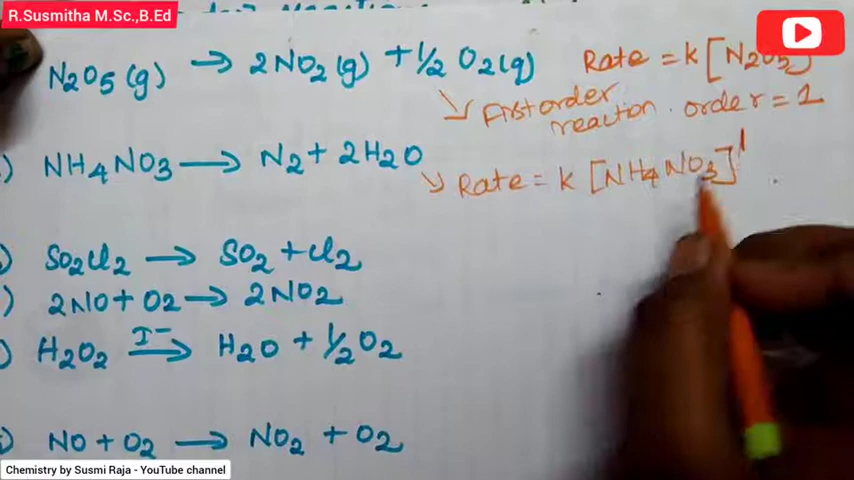 R.Susmitha M.Sc.,B.Ed
N2O5(g) → 2NO2(g) + 1/2 O2(g)
Rate = k[N2O5]
↘ First order
reaction. order = 1
) NH4NO3 → N2 + 2H2O
↘ Rate = k [NH4NO3]1
) SO2Cl2 → SO2 + Cl2
) 2NO + O2 → 2NO2
) H2O2 I-→ H2O + 1/2O2
) NO + O2 → NO2 + O2
Chemistry by Susmi Raja - YouTube channel